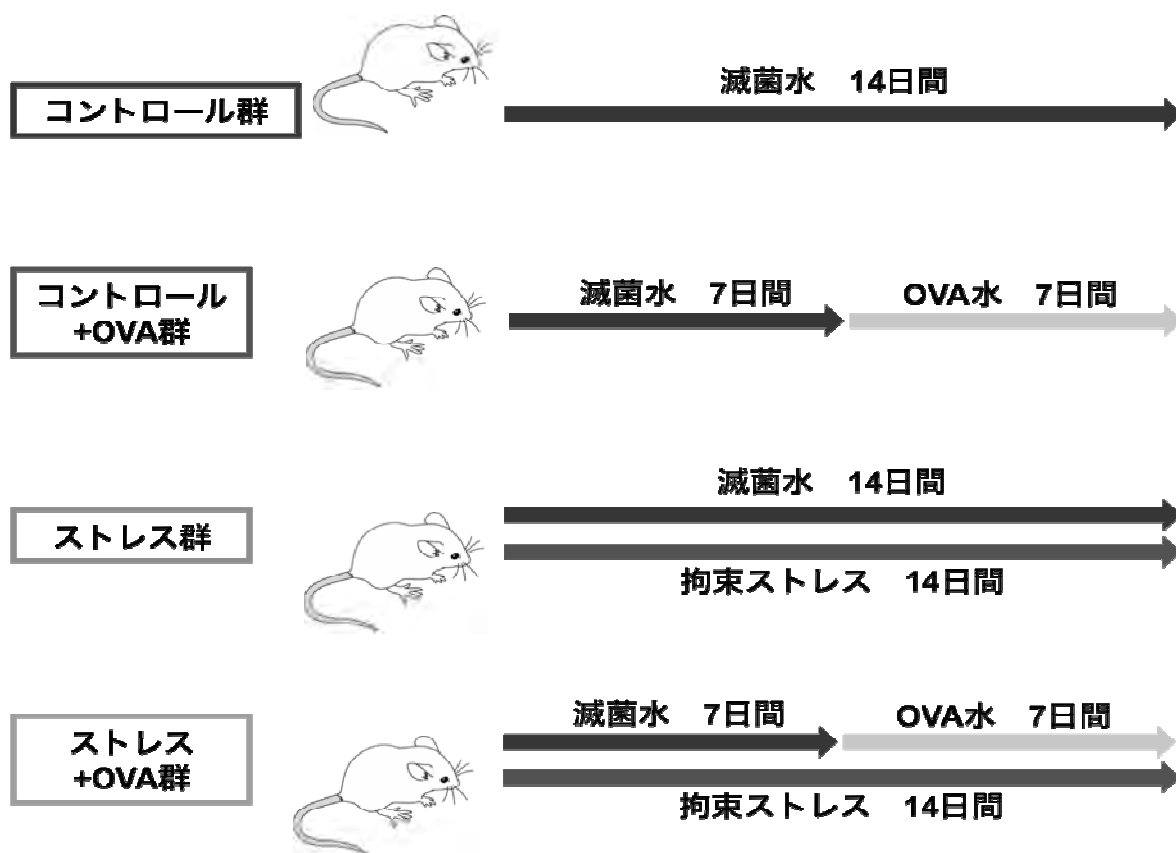 滅菌水　14日間
コントロール群
コントロール
+OVA群
滅菌水　7日間
OVA水　7日間
滅菌水　14日間
ストレス群
拘束ストレス　14日間
滅菌水　7日間
OVA水　7日間
ストレス
+OVA群
拘束ストレス　14日間